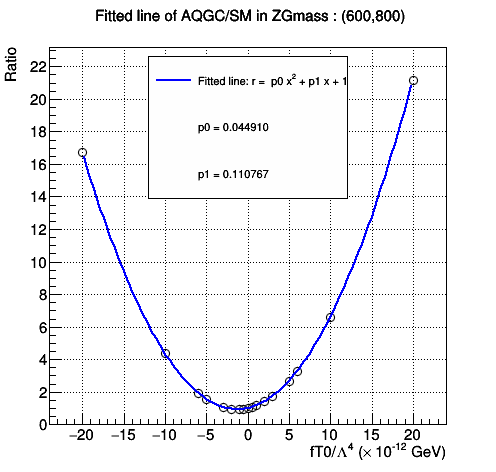 Fitted line of AQGC/SM in ZGmass : (600,800)
Ratio
Fitted line: r = p0 x² + p1 x + 1
p0 = 0.044910
p1 = 0.110767
22
20
18
16
14
12
10
8
6
4
2
0
−20 −15 −10 −5 0 5 10 15 20
fT0/Λ⁴ (× 10⁻¹² GeV)